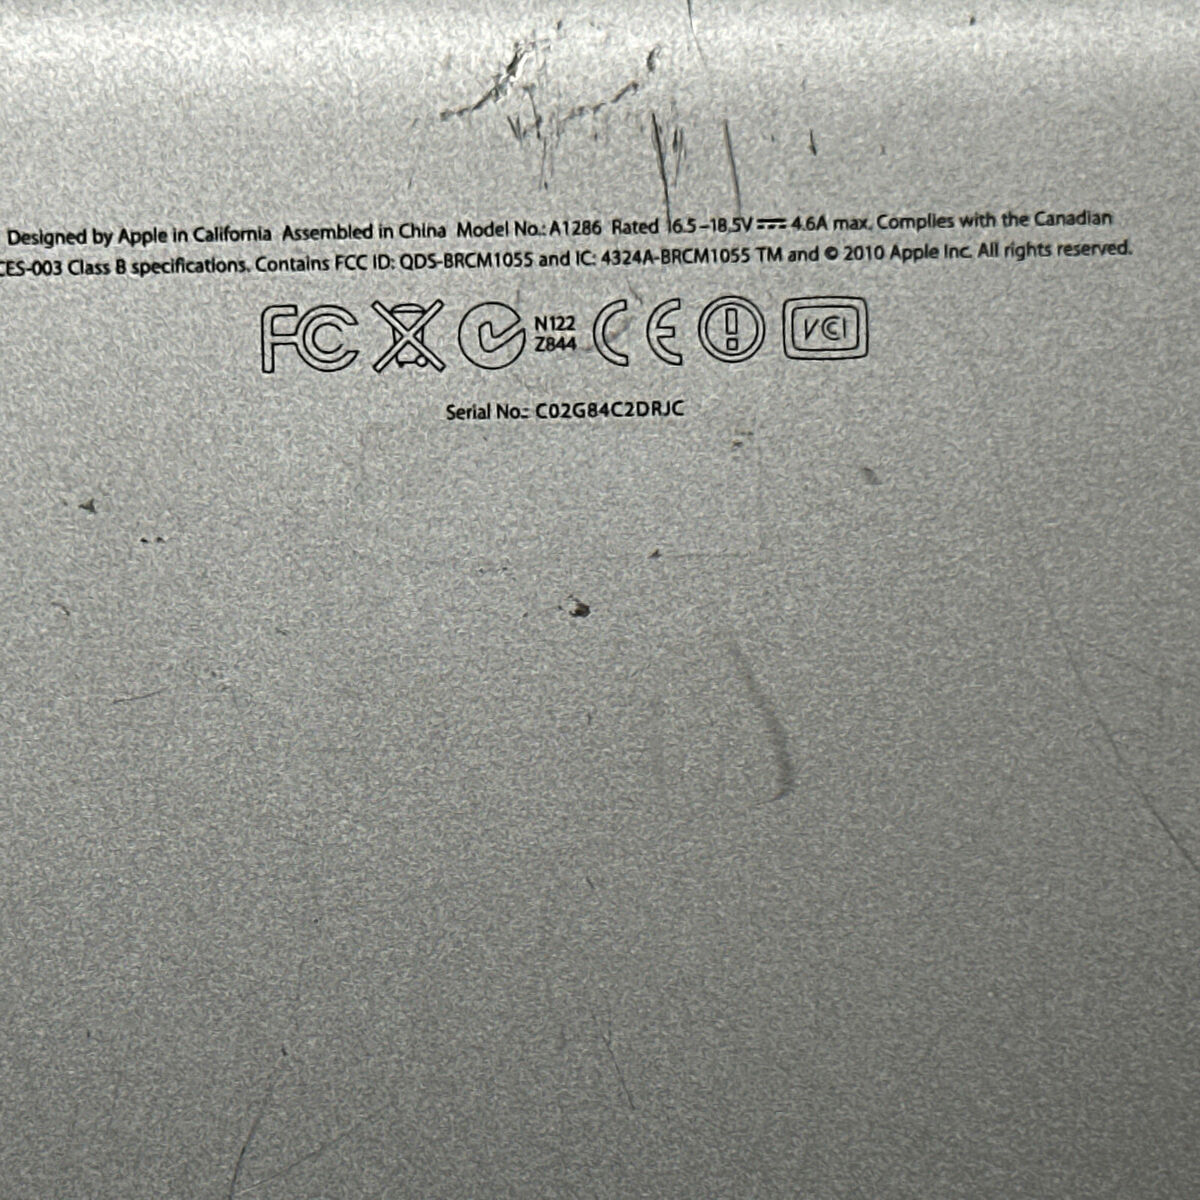 Designed by Apple in California Assembled in China Model No.: A1286 Rated 16.5–18.5V ⎓ 4.6A max. Complies with the Canadian
CES-003 Class B specifications. Contains FCC ID: QDS-BRCM1055 and IC: 4324A-BRCM1055 TM and © 2010 Apple Inc. All rights reserved.
FC N122 CE VCI
Z844
Serial No.: C02G84C2DRJC